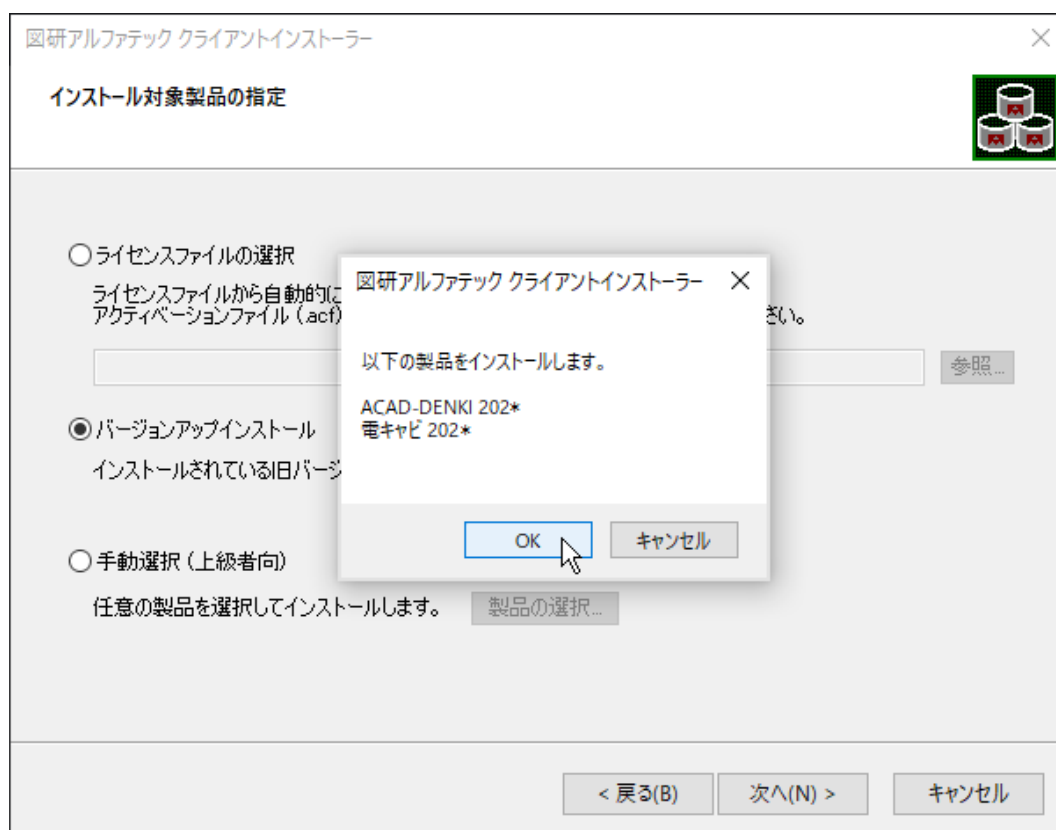 図研アルファテック クライアントインストーラー
インストール対象製品の指定
ライセンスファイルの選択
ライセンスファイルから自動的に
アクティベーションファイル(.acf)
さい。
参照...
バージョンアップインストール
インストールされている旧バージ
手動選択(上級者向)
任意の製品を選択してインストールします。
製品の選択...
図研アルファテック クライアントインストーラー
以下の製品をインストールします。
ACAD-DENKI 202*
電キャビ 202*
OK
キャンセル
< 戻る(B)
次へ(N) >
キャンセル